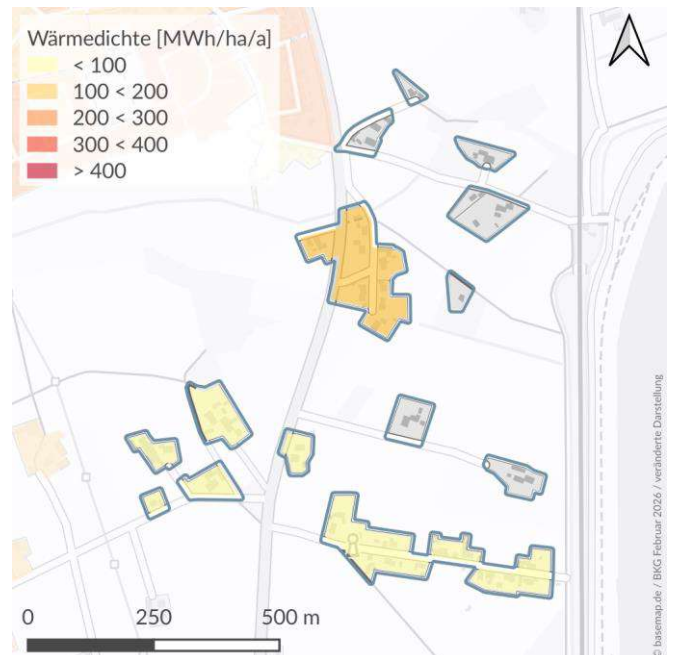 Wärmedichte [MWh/ha/a]
< 100
100 < 200
200 < 300
300 < 400
> 400
0 250 500 m
© basemap.de / BKG Februar 2026 / veränderte Darstellung